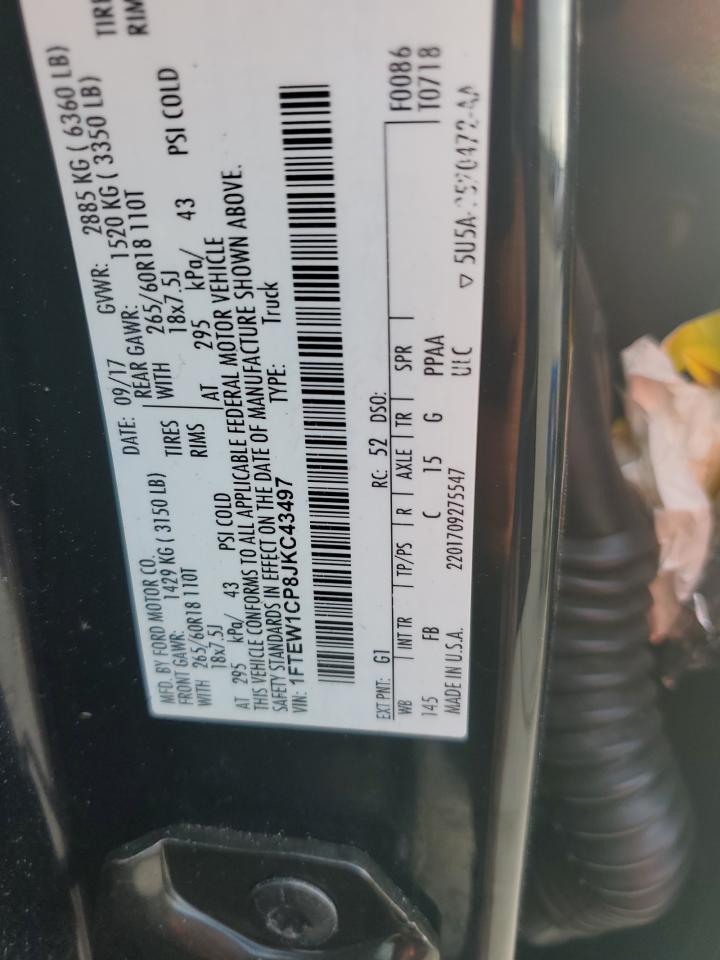 MFD. BY FORD MOTOR CO. DATE: 09/17 GVWR: 2885 KG ( 6360 LB)
FRONT GAWR: 1429 KG ( 3150 LB) REAR GAWR: 1520 KG ( 3350 LB)
WITH 265/60R18 110T TIRES WITH 265/60R18 110T TIRE
18x7.5J RIMS 18x7.5J RIM
AT 295 kPa/ 43 PSI COLD AT 295 kPa/ 43 PSI COLD
THIS VEHICLE CONFORMS TO ALL APPLICABLE FEDERAL MOTOR VEHICLE
SAFETY STANDARDS IN EFFECT ON THE DATE OF MANUFACTURE SHOWN ABOVE.
VIN: 1FTEW1CP8JKC43497 TYPE: Truck
EXT PNT: G1 RC: 52 DSO: F0086
WB INT TR TP/PS R AXLE TR SPR T0718
145 FB C 15 G PPAA
MADE IN U.S.A. 2201709275547 UIC